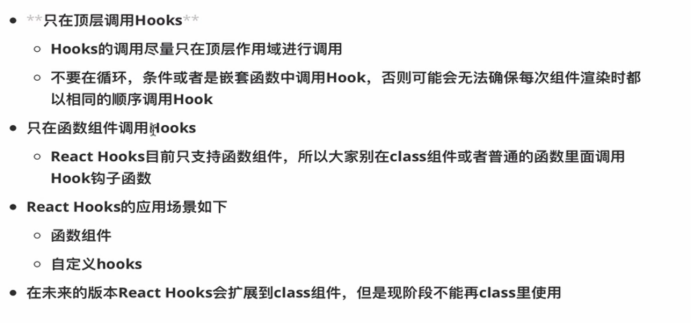 **只在顶层调用Hooks**
Hooks的调用尽量只在顶层作用域进行调用
不要在循环，条件或者是嵌套函数中调用Hook，否则可能会无法确保每次组件渲染时都
以相同的顺序调用Hook
只在函数组件调用Hooks
React Hooks目前只支持函数组件，所以大家别在class组件或者普通的函数里面调用
Hook钩子函数
React Hooks的应用场景如下
函数组件
自定义hooks
在未来的版本React Hooks会扩展到class组件，但是现阶段不能再class里使用